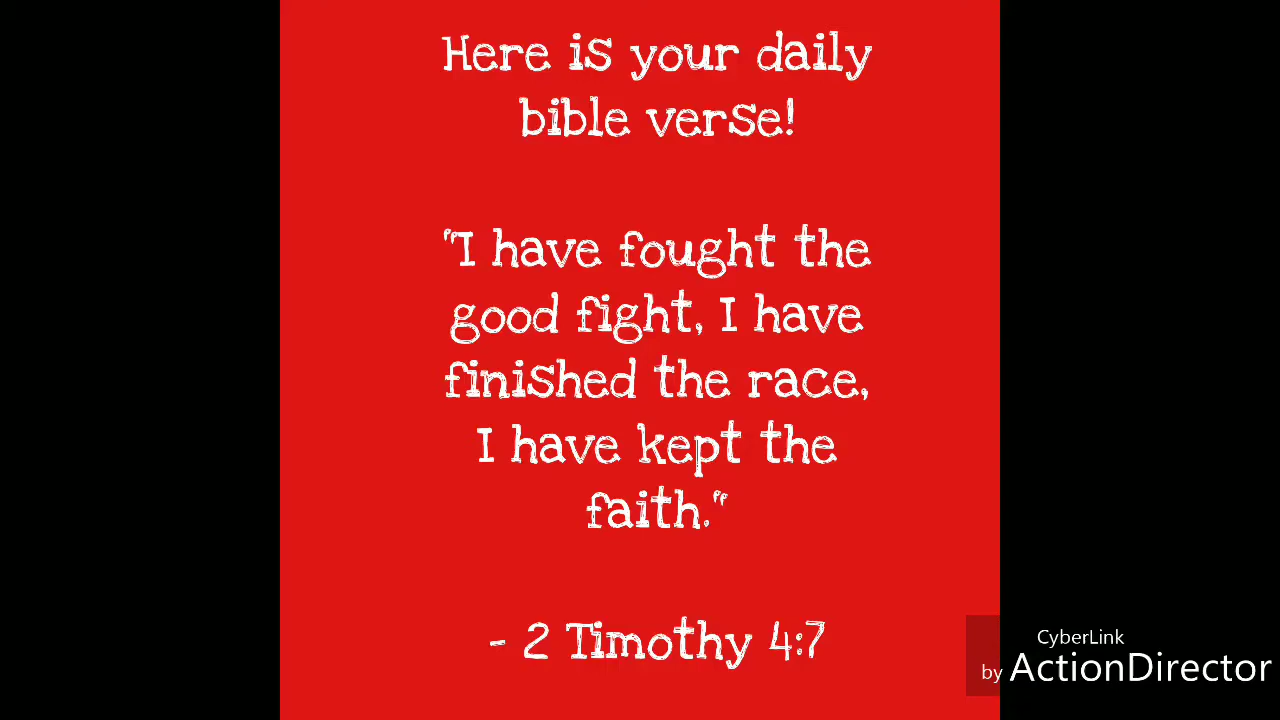 Here is your daily
bible verse!
"I have fought the
good fight, I have
finished the race,
I have kept the
faith."
- 2 Timothy 4:7
CyberLink
by ActionDirector